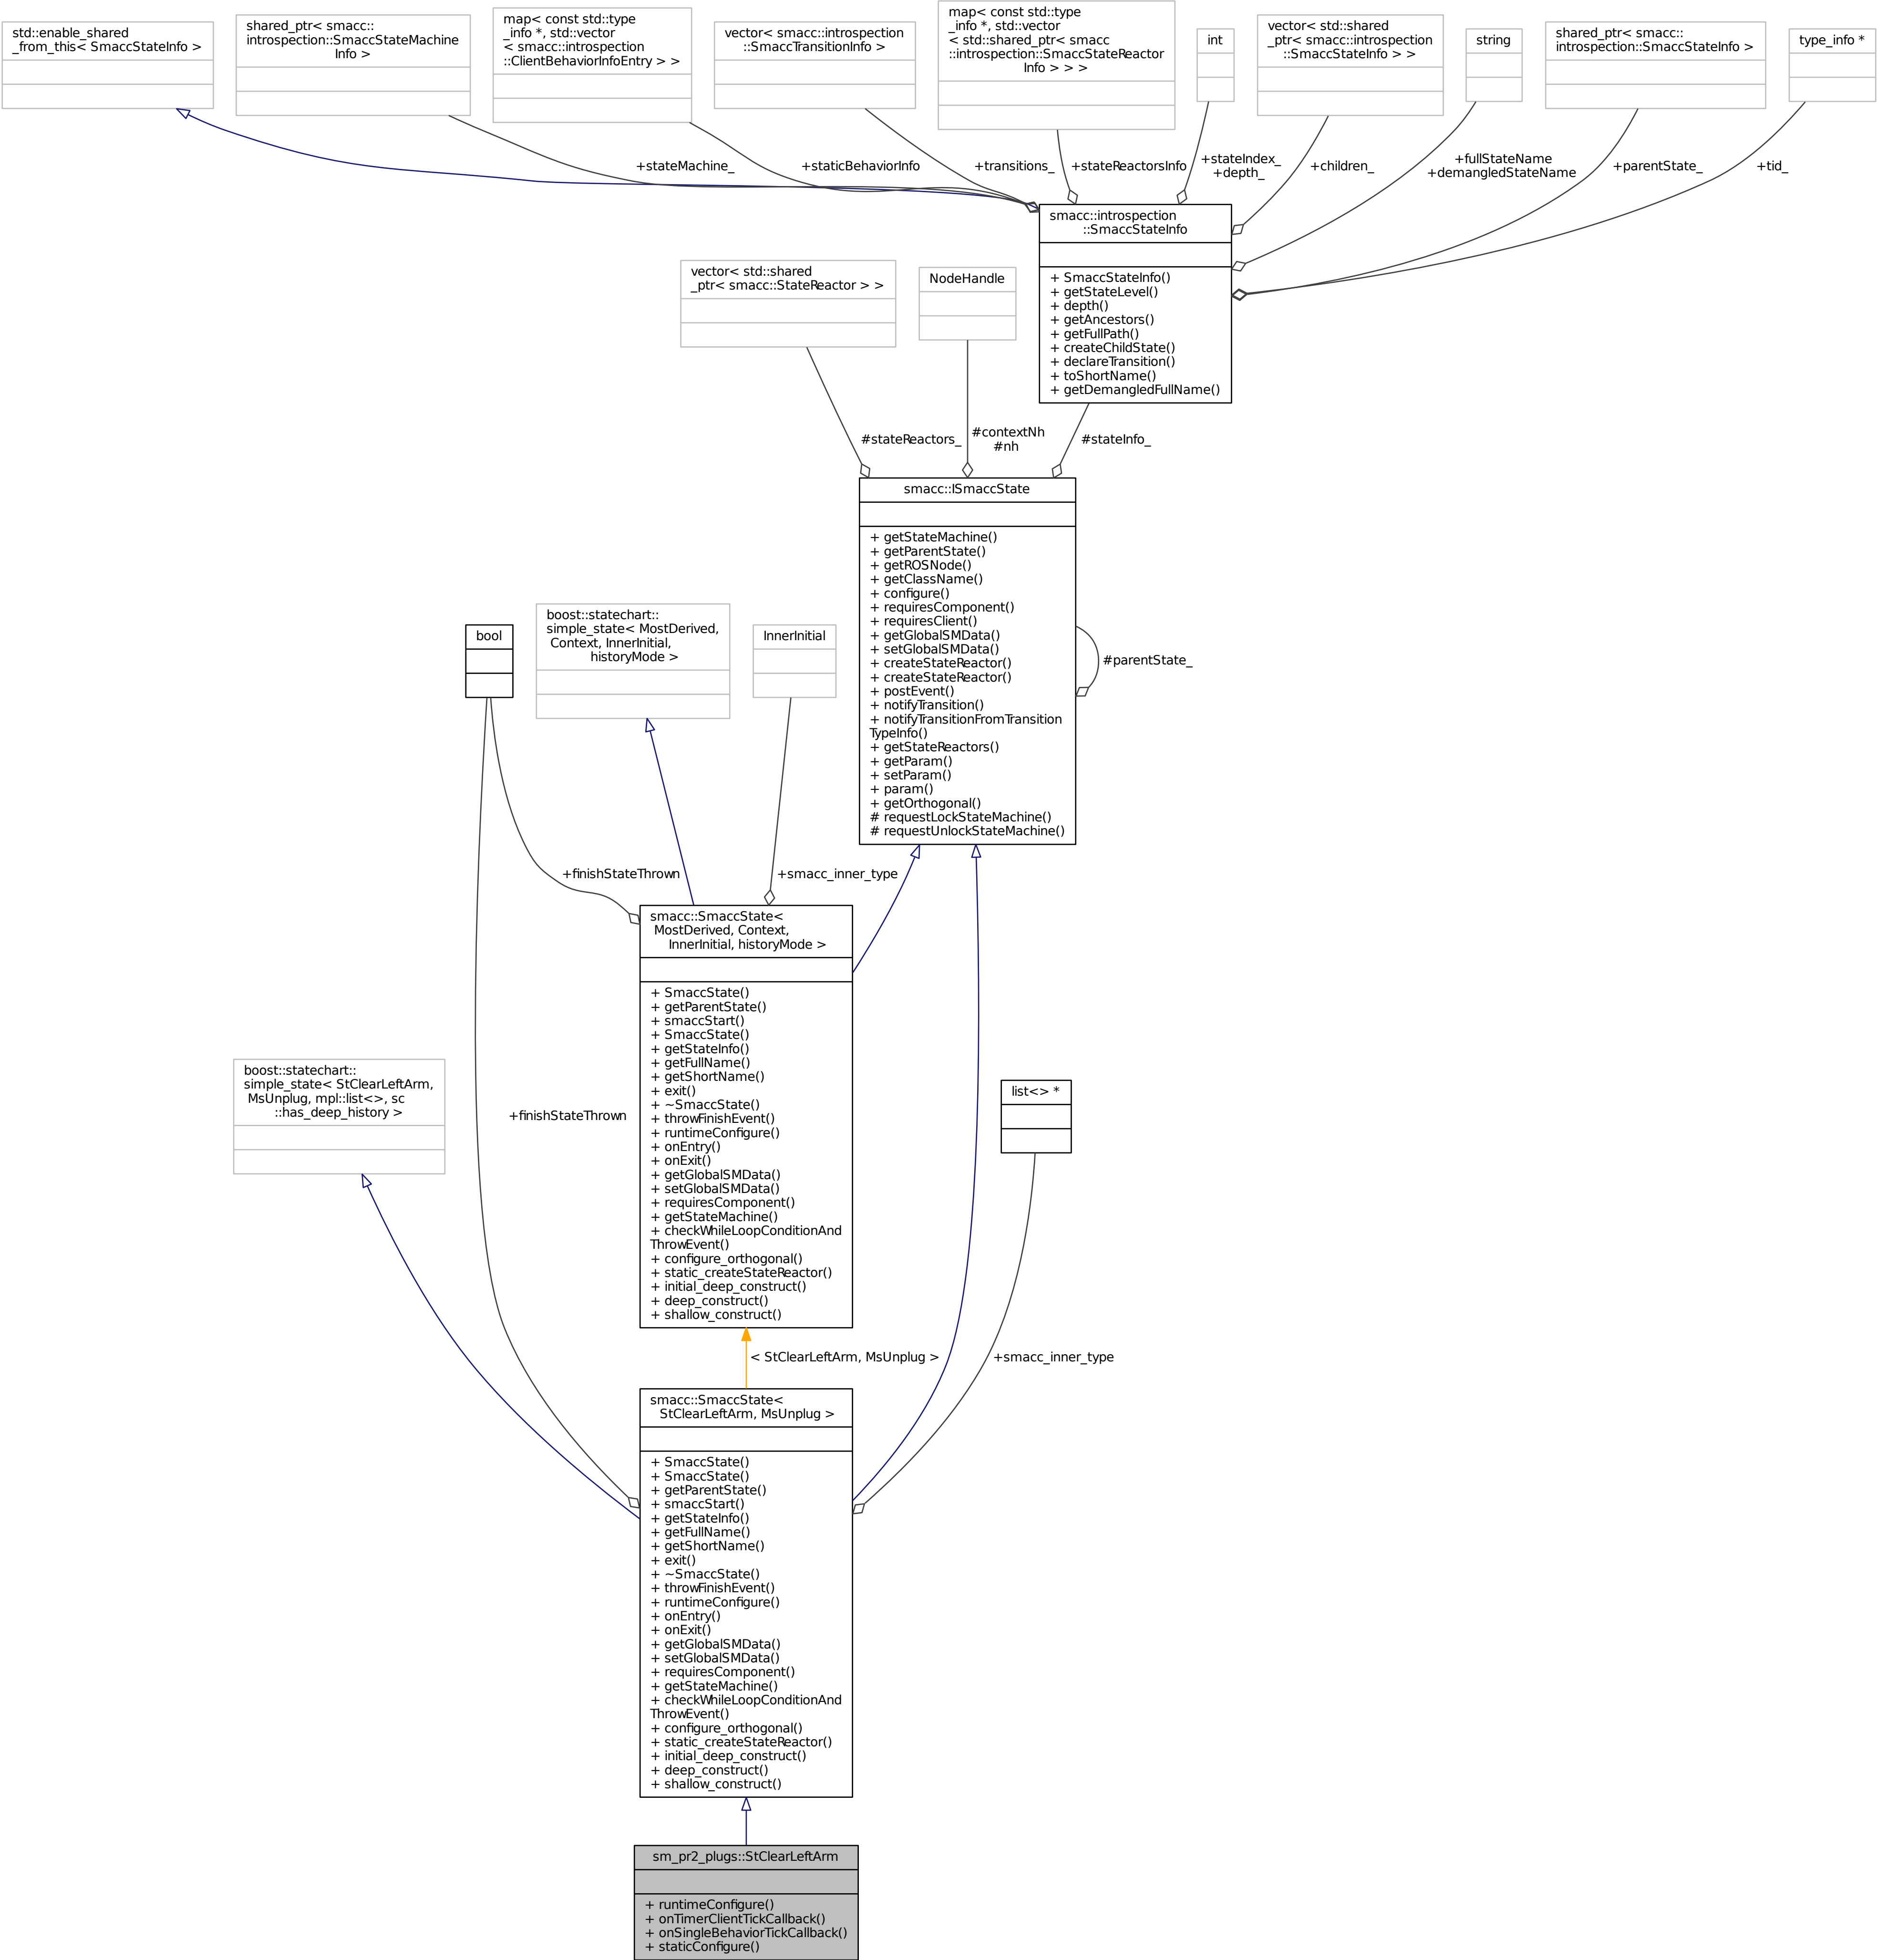 std::enable_shared
_from_this< SmaccStateInfo >
shared_ptr< smacc::
introspection::SmaccStateMachine
Info >
map< const std::type
_info *, std::vector
< smacc::introspection
::ClientBehaviorInfoEntry > >
vector< smacc::introspection
::SmaccTransitionInfo >
map< const std::type
_info *, std::vector
< std::shared_ptr< smacc
::introspection::SmaccStateReactor
Info > > >
int
vector< std::shared
_ptr< smacc::introspection
::SmaccStateInfo > >
string
shared_ptr< smacc::
introspection::SmaccStateInfo >
type_info *
+stateMachine_
+staticBehaviorInfo
+transitions_
+stateReactorsInfo
+stateIndex_
+depth_
+children_
+fullStateName
+demangledStateName
+parentState_
+tid_
smacc::introspection
::SmaccStateInfo
+ SmaccStateInfo()
+ getStateLevel()
+ depth()
+ getAncestors()
+ getFullPath()
+ createChildState()
+ declareTransition()
+ toShortName()
+ getDemangledFullName()
vector< std::shared
_ptr< smacc::StateReactor > >
NodeHandle
#stateReactors_
#contextNh
#nh
#stateInfo_
smacc::ISmaccState
+ getStateMachine()
+ getParentState()
+ getROSNode()
+ getClassName()
+ configure()
+ requiresComponent()
+ requiresClient()
+ getGlobalSMData()
+ setGlobalSMData()
+ createStateReactor()
+ createStateReactor()
+ postEvent()
+ notifyTransition()
+ notifyTransitionFromTransition
TypeInfo()
+ getStateReactors()
+ getParam()
+ setParam()
+ param()
+ getOrthogonal()
# requestLockStateMachine()
# requestUnlockStateMachine()
#parentState_
bool
boost::statechart::
simple_state< MostDerived,
Context, InnerInitial,
historyMode >
InnerInitial
+finishStateThrown
+smacc_inner_type
smacc::SmaccState<
MostDerived, Context,
InnerInitial, historyMode >
+ SmaccState()
+ getParentState()
+ smaccStart()
+ SmaccState()
+ getStateInfo()
+ getFullName()
+ getShortName()
+ exit()
+ ~SmaccState()
+ throwFinishEvent()
+ runtimeConfigure()
+ onEntry()
+ onExit()
+ getGlobalSMData()
+ setGlobalSMData()
+ requiresComponent()
+ getStateMachine()
+ checkWhileLoopConditionAnd
ThrowEvent()
+ configure_orthogonal()
+ static_createStateReactor()
+ initial_deep_construct()
+ deep_construct()
+ shallow_construct()
boost::statechart::
simple_state< StClearLeftArm,
MsUnplug, mpl::list<>, sc
::has_deep_history >
+finishStateThrown
list<> *
< StClearLeftArm, MsUnplug >
+smacc_inner_type
smacc::SmaccState<
StClearLeftArm, MsUnplug >
+ SmaccState()
+ SmaccState()
+ getParentState()
+ smaccStart()
+ getStateInfo()
+ getFullName()
+ getShortName()
+ exit()
+ ~SmaccState()
+ throwFinishEvent()
+ runtimeConfigure()
+ onEntry()
+ onExit()
+ getGlobalSMData()
+ setGlobalSMData()
+ requiresComponent()
+ getStateMachine()
+ checkWhileLoopConditionAnd
ThrowEvent()
+ configure_orthogonal()
+ static_createStateReactor()
+ initial_deep_construct()
+ deep_construct()
+ shallow_construct()
sm_pr2_plugs::StClearLeftArm
+ runtimeConfigure()
+ onTimerClientTickCallback()
+ onSingleBehaviorTickCallback()
+ staticConfigure()